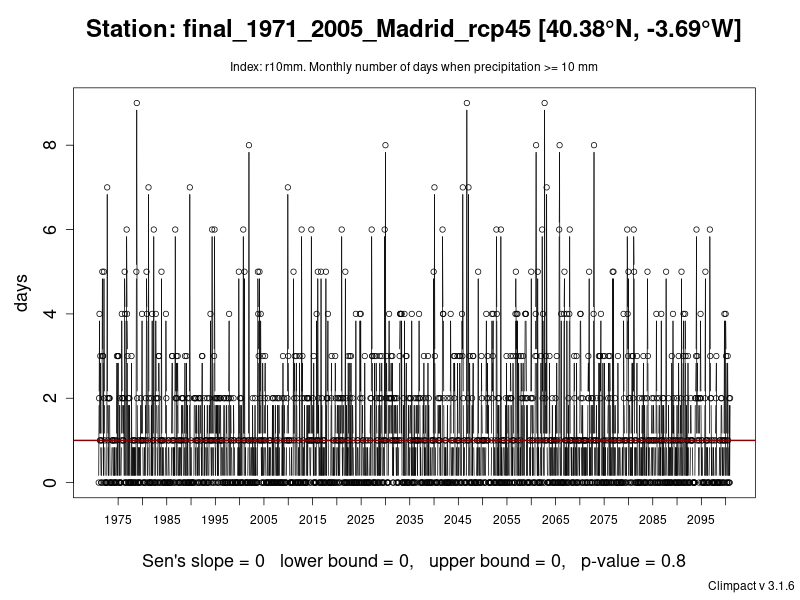 Station: final_1971_2005_Madrid_rcp45 [40.38°N, -3.69°W]
Index: r10mm. Monthly number of days when precipitation >= 10 mm
days
8
6
4
2
0
1975 1985 1995 2005 2015 2025 2035 2045 2055 2065 2075 2085 2095
Sen's slope = 0 lower bound = 0, upper bound = 0, p-value = 0.8
Climpact v 3.1.6